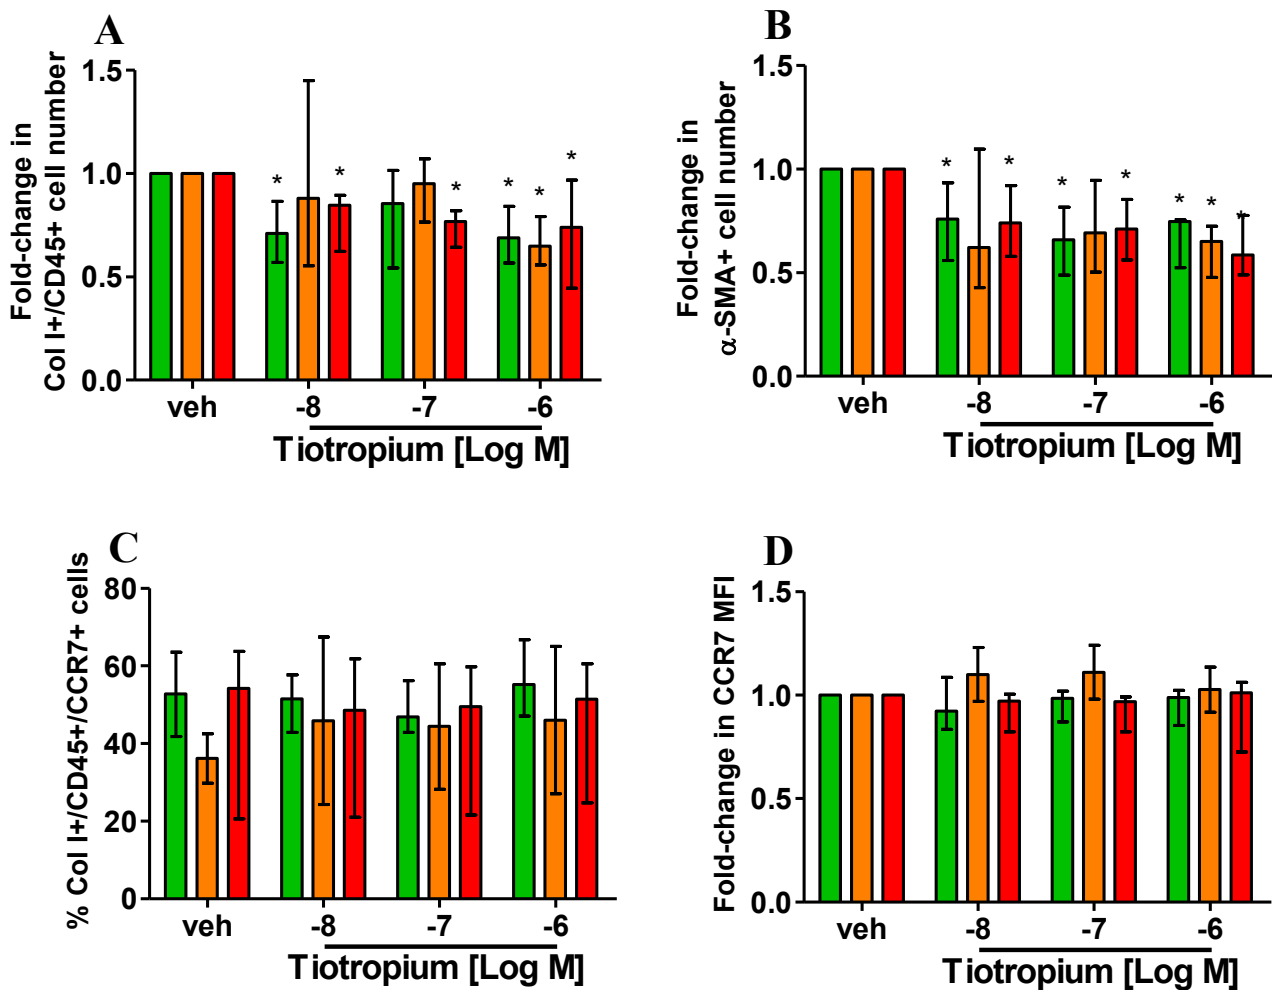 A
Fold-change in
Col I+/CD45+ cell number
1.5
1.0
0.5
0.0
* * * * * *
veh
-8
-7
-6
Tiotropium [Log M]
B
Fold-change in
α-SMA+ cell number
1.5
1.0
0.5
0.0
* * * * * * *
veh
-8
-7
-6
Tiotropium [Log M]
C
% Col I+/CD45+/CCR7+ cells
80
60
40
20
0
veh
-8
-7
-6
Tiotropium [Log M]
D
Fold-change in CCR7 MFI
1.5
1.0
0.5
0.0
veh
-8
-7
-6
Tiotropium [Log M]